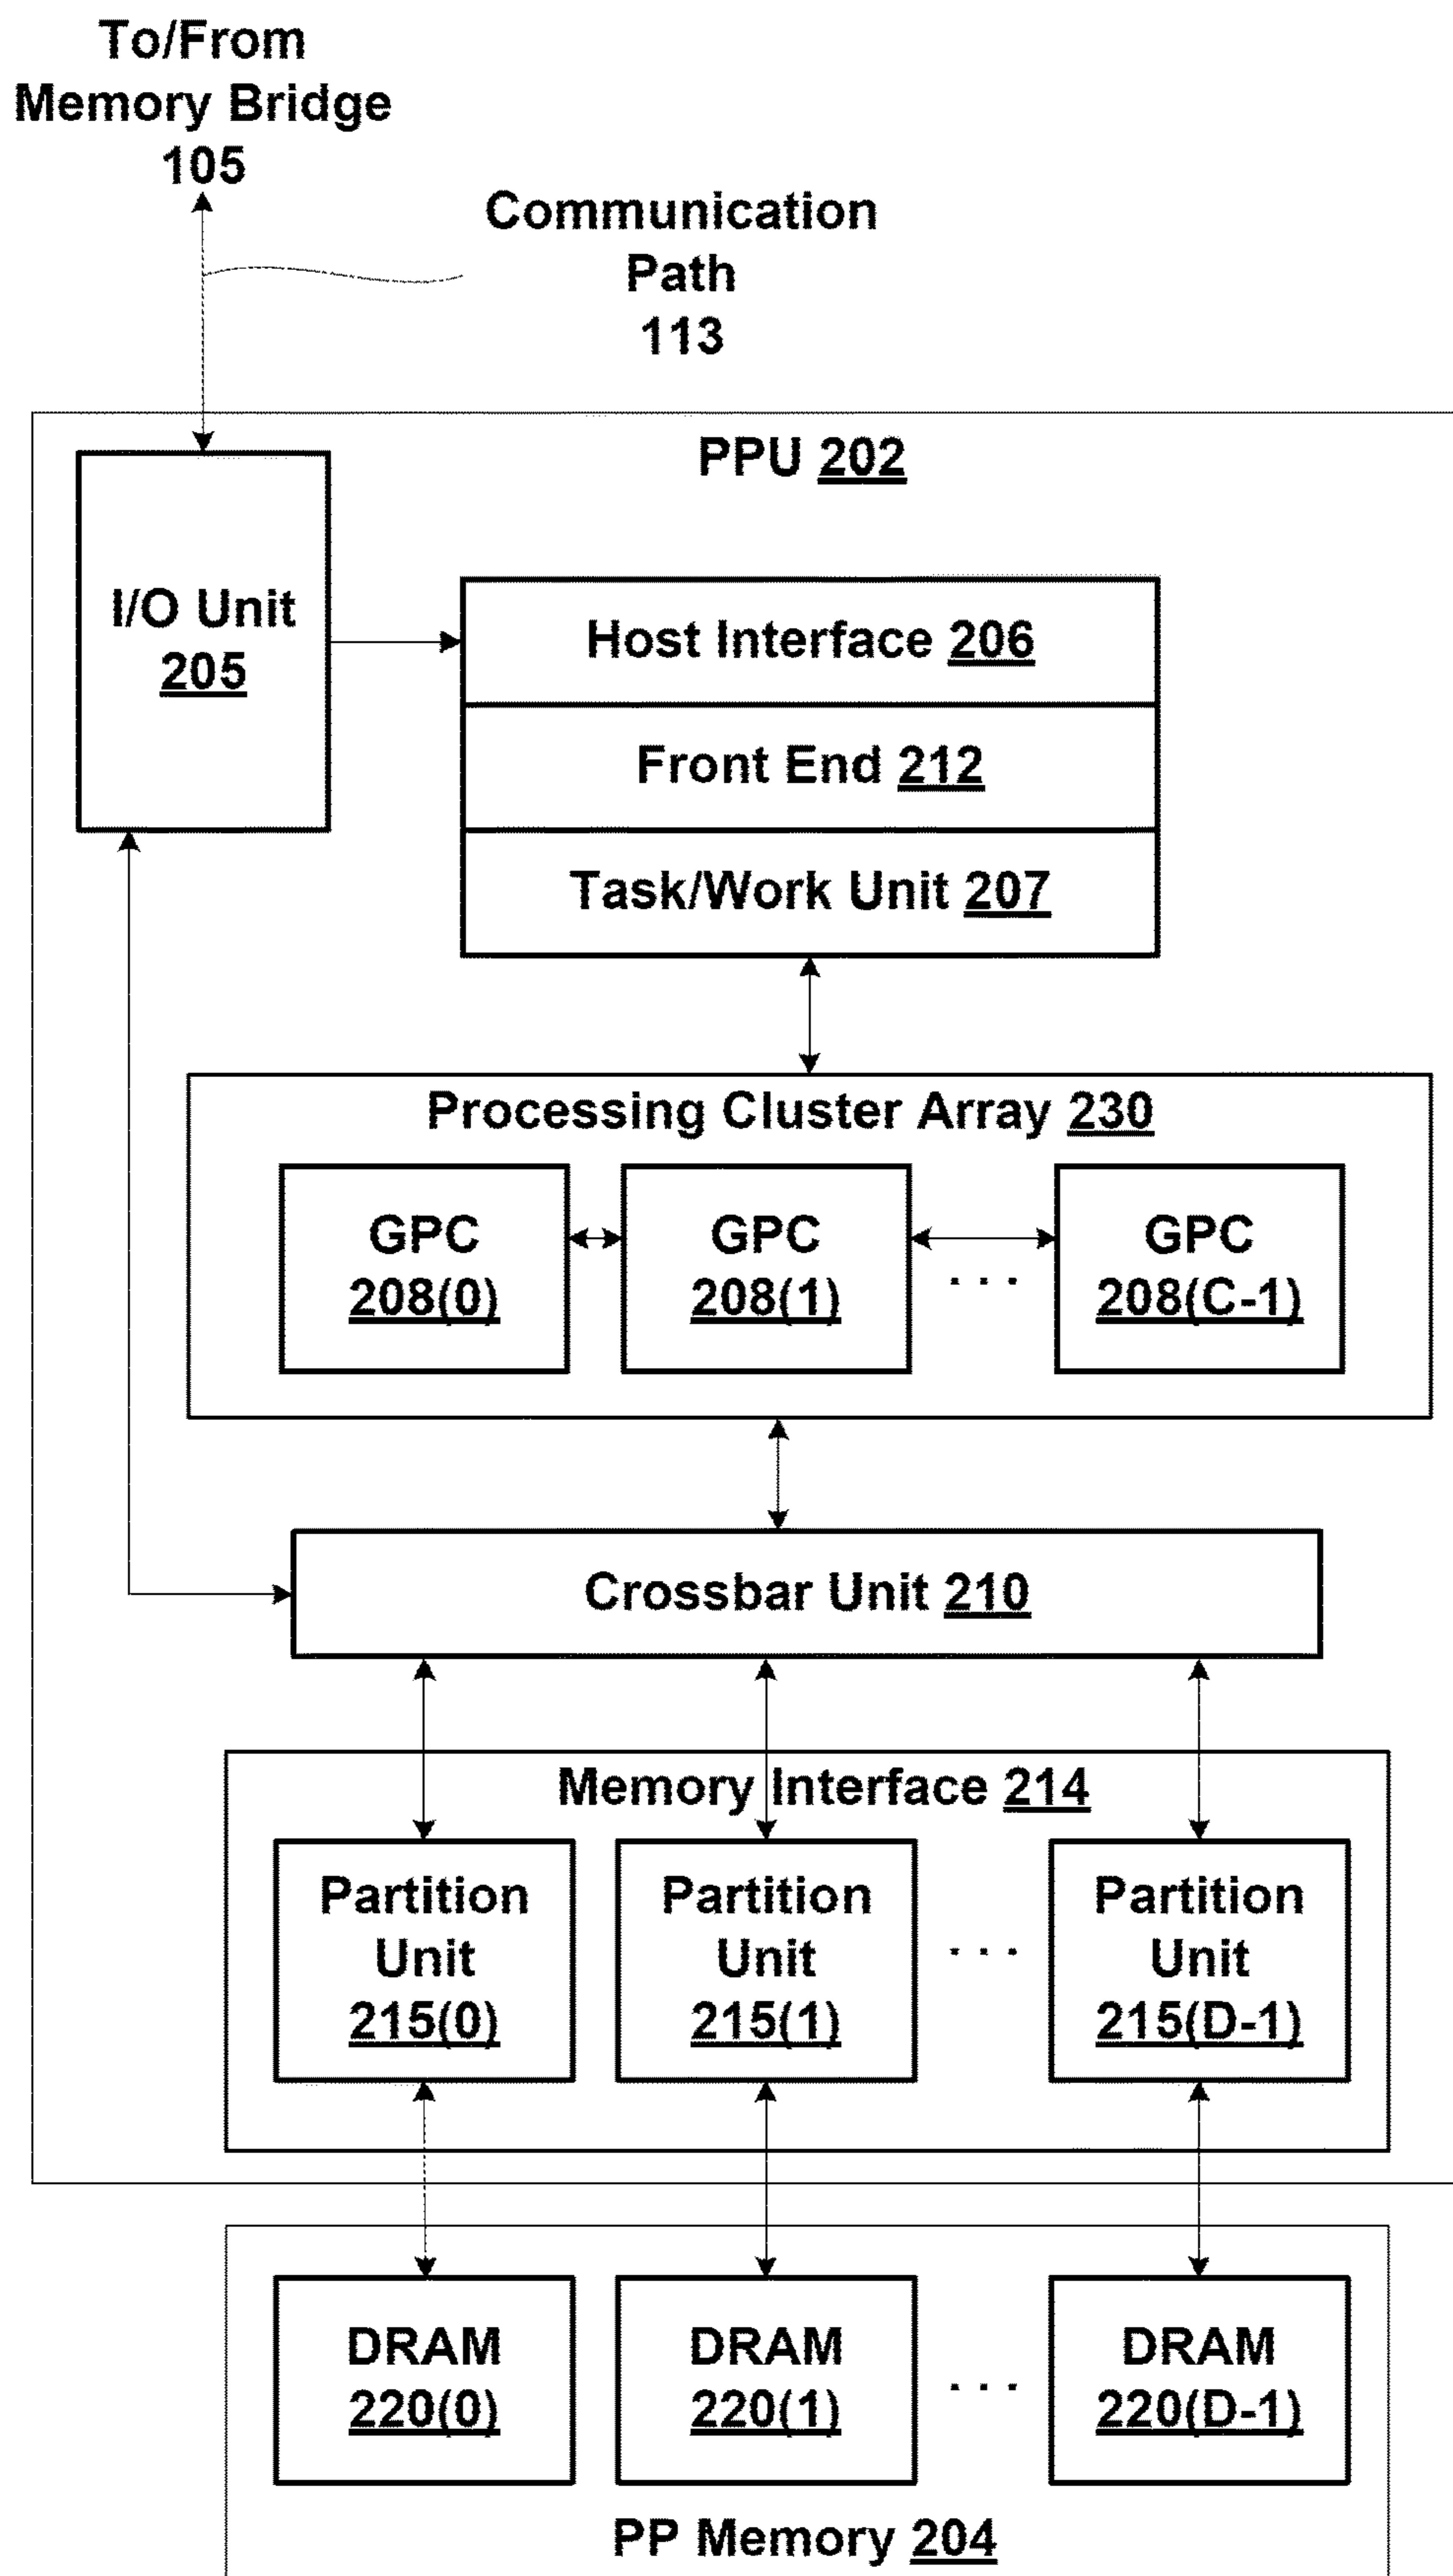 To/From
Memory Bridge
105
Communication
Path
113
PPU 202
I/O Unit
205
Host Interface 206
Front End 212
Task/Work Unit 207
Processing Cluster Array 230
GPC
208(0)
GPC
208(1)
. . .
GPC
208(C-1)
Crossbar Unit 210
Memory Interface 214
Partition
Unit
215(0)
Partition
Unit
215(1)
. . .
Partition
Unit
215(D-1)
DRAM
220(0)
DRAM
220(1)
. . .
DRAM
220(D-1)
PP Memory 204